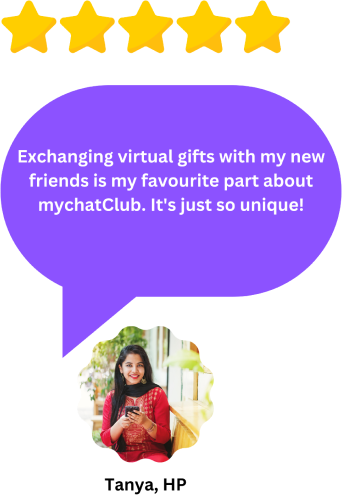 Exchanging virtual gifts with my new
friends is my favourite part about
mychatClub. It's just so unique!
Tanya, HP